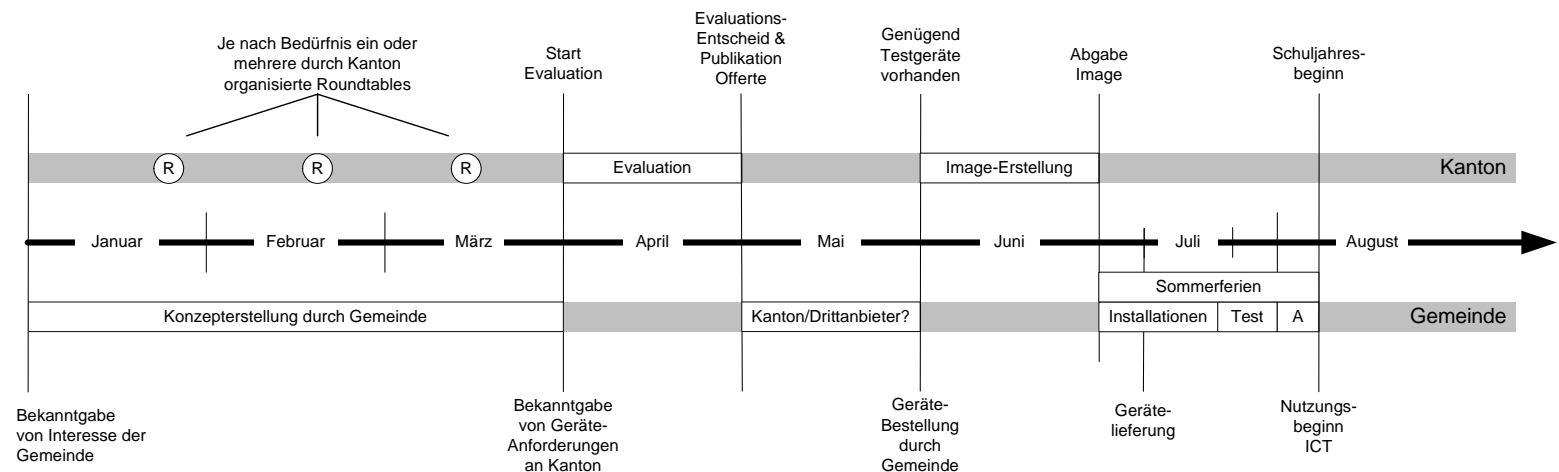 Je nach Bedürfnis ein oder
mehrere durch Kanton
organisierte Roundtables
Start
Evaluation
Evaluations-
Entscheid &
Publikation
Offerte
Genügend
Testgeräte
vorhanden
Abgabe
Image
Schuljahres-
beginn
R
R
R
Evaluation
Image-Erstellung
Kanton
Januar
Februar
März
April
Mai
Juni
Juli
August
Sommerferien
Konzepterstellung durch Gemeinde
Kanton/Drittanbieter?
Installationen
Test
A
Gemeinde
Bekanntgabe
von Interesse der
Gemeinde
Bekanntgabe
von Geräte-
Anforderungen
an Kanton
Geräte-
Bestellung
durch
Gemeinde
Geräte-
lieferung
Nutzungs-
beginn
ICT